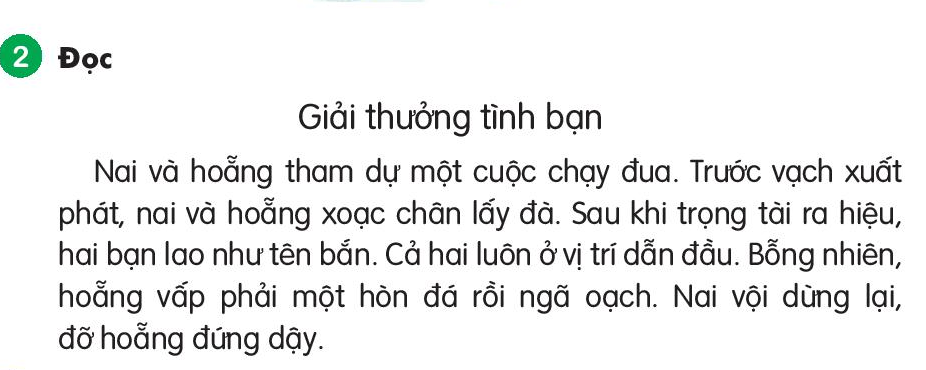 2 Đọc
Giải thưởng tình bạn
Nai và hoẵng tham dự một cuộc chạy đua. Trước vạch xuất
phát, nai và hoẵng xoạc chân lấy đà. Sau khi trọng tài ra hiệu,
hai bạn lao như tên bắn. Cả hai luôn ở vị trí dẫn đầu. Bỗng nhiên,
hoẵng vấp phải một hòn đá rồi ngã oạch. Nai vội dừng lại,
đỡ hoẵng đứng dậy.